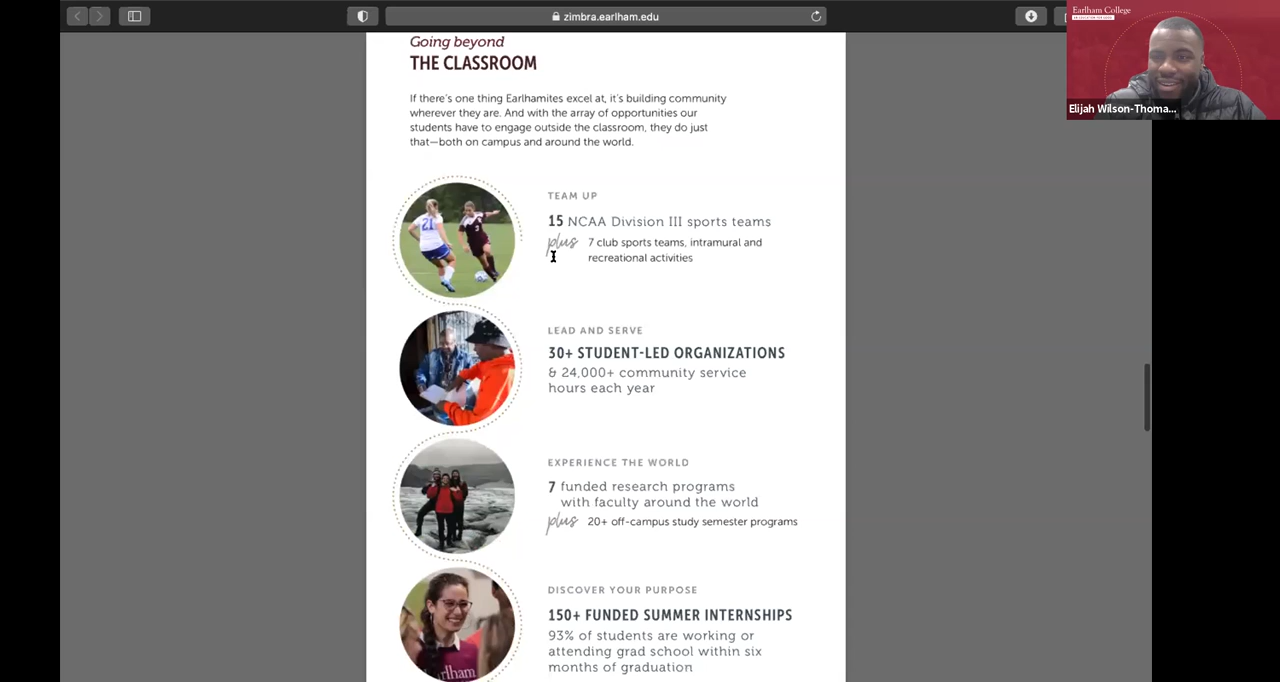 zimbra.earlham.edu
Earlham College
Elijah Wilson-Thoma...
Going beyond
THE CLASSROOM
If there's one thing Earlhamites excel at, it's building community
wherever they are. And with the array of opportunities our
students have to engage outside the classroom, they do just
that—both on campus and around the world.
TEAM UP
15 NCAA Division III sports teams
plus 7 club sports teams, intramural and
recreational activities
LEAD AND SERVE
30+ STUDENT-LED ORGANIZATIONS
& 24,000+ community service
hours each year
EXPERIENCE THE WORLD
7 funded research programs
with faculty around the world
plus 20+ off-campus study semester programs
DISCOVER YOUR PURPOSE
150+ FUNDED SUMMER INTERNSHIPS
93% of students are working or
attending grad school within six
months of graduation
21
rlham